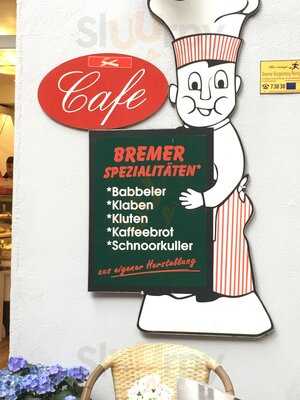 Cafe
BREMER
SPEZIALITÄTEN*
*Babbeler
*Klaben
*Kluten
*Kaffeebrot
*Schnoorkuller
aus eigener Herstellung